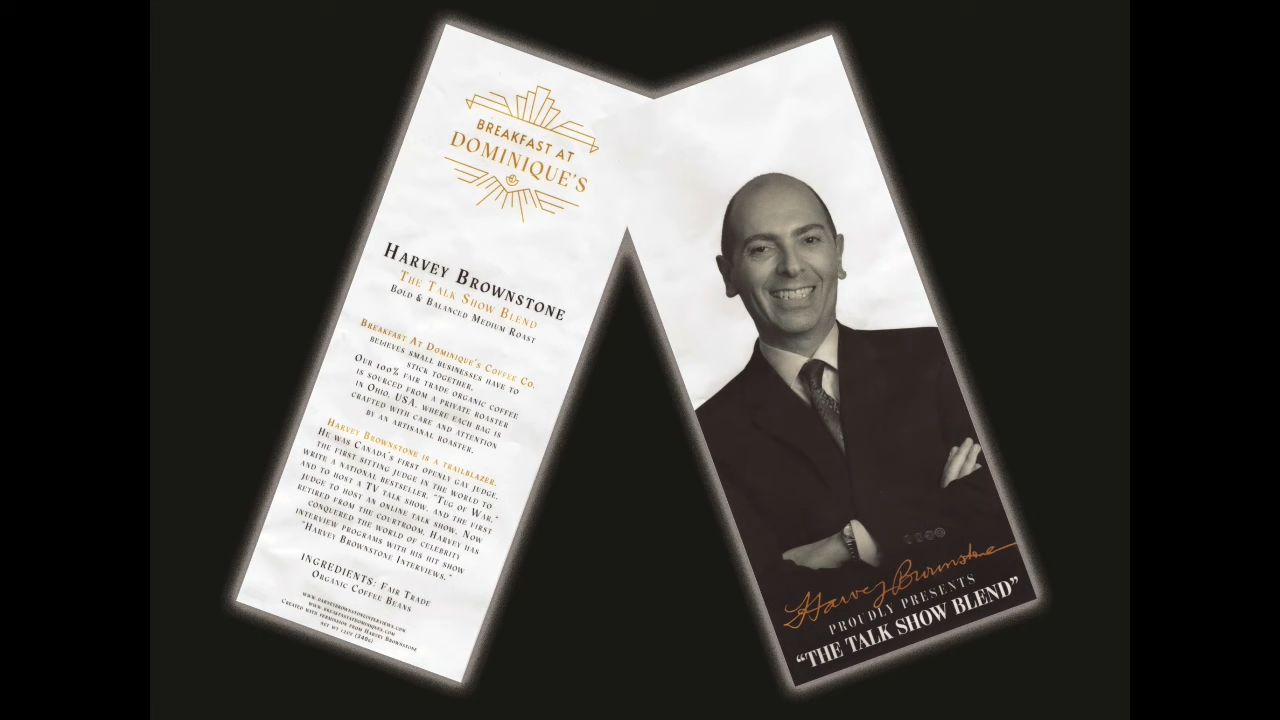 BREAKFAST AT
DOMINIQUE'S
HARVEY BROWNSTONE
THE TALK SHOW BLEND
BOLD & BALANCED MEDIUM ROAST
BREAKFAST AT DOMINIQUE'S COFFEE CO.
BELIEVES SMALL BUSINESSES HAVE TO
STICK TOGETHER.
OUR 100% FAIR TRADE ORGANIC COFFEE
IS SOURCED FROM A PRIVATE ROASTER
IN OHIO, USA, WHERE EACH BAG IS
CRAFTED WITH CARE AND ATTENTION
BY AN ARTISANAL ROASTER.
HARVEY BROWNSTONE IS A TRAILBLAZER.
HE WAS CANADA'S FIRST OPENLY GAY JUDGE,
THE FIRST SITTING JUDGE IN THE WORLD TO
WRITE A NATIONAL BESTSELLER, "TUG OF WAR,"
AND TO HOST A TV TALK SHOW, AND THE FIRST
JUDGE TO HOST AN ONLINE TALK SHOW. NOW
RETIRED FROM THE COURTROOM, HARVEY HAS
CONQUERED THE WORLD OF CELEBRITY
INTERVIEW PROGRAMS WITH HIS HIT SHOW
"HARVEY BROWNSTONE INTERVIEWS."
INGREDIENTS: FAIR TRADE
ORGANIC COFFEE BEANS
WWW.HARVEYBROWNSTONEINTERVIEWS.COM
WWW.BREAKFASTATDOMINIQUES.COM
CREATED WITH PERMISSION FROM HARVEY BROWNSTONE
NET WT 12OZ (340G)
Harvey Brownstone
PROUDLY PRESENTS
"THE TALK SHOW BLEND"